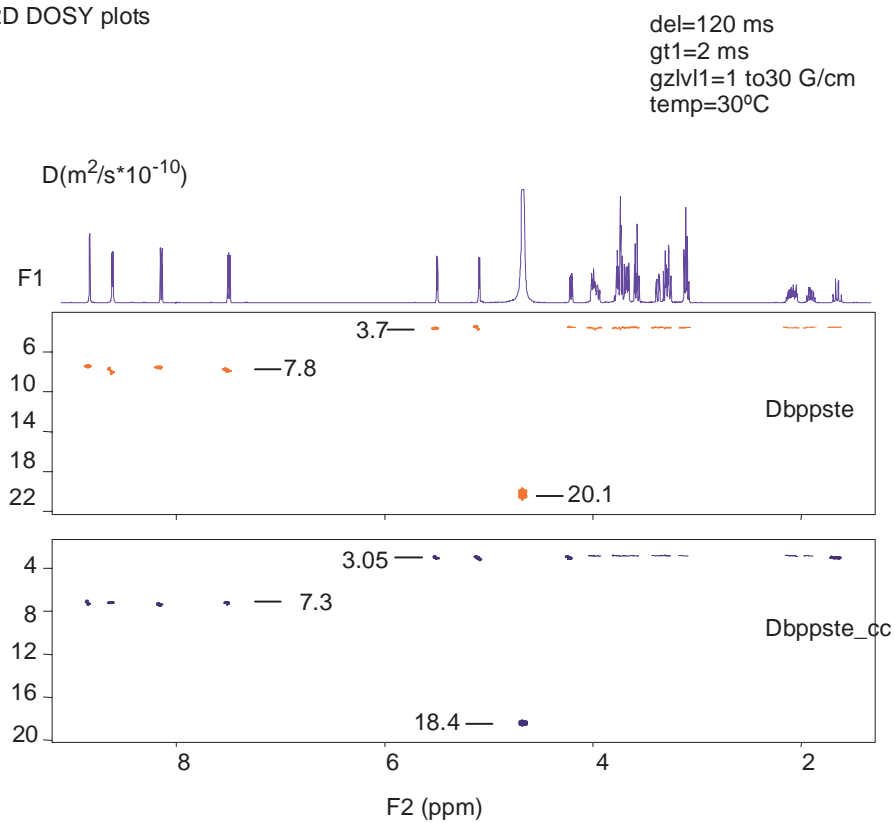 2D DOSY plots
del=120 ms
gt1=2 ms
gzlvl1=1 to30 G/cm
temp=30ºC
D(m2/s*10-10)
F1
3.7
6
7.8
10
Dbppste
14
18
20.1
22
3.05
4
7.3
8
Dbppste_cc
12
16
18.4
20
8 6 4 2
F2 (ppm)